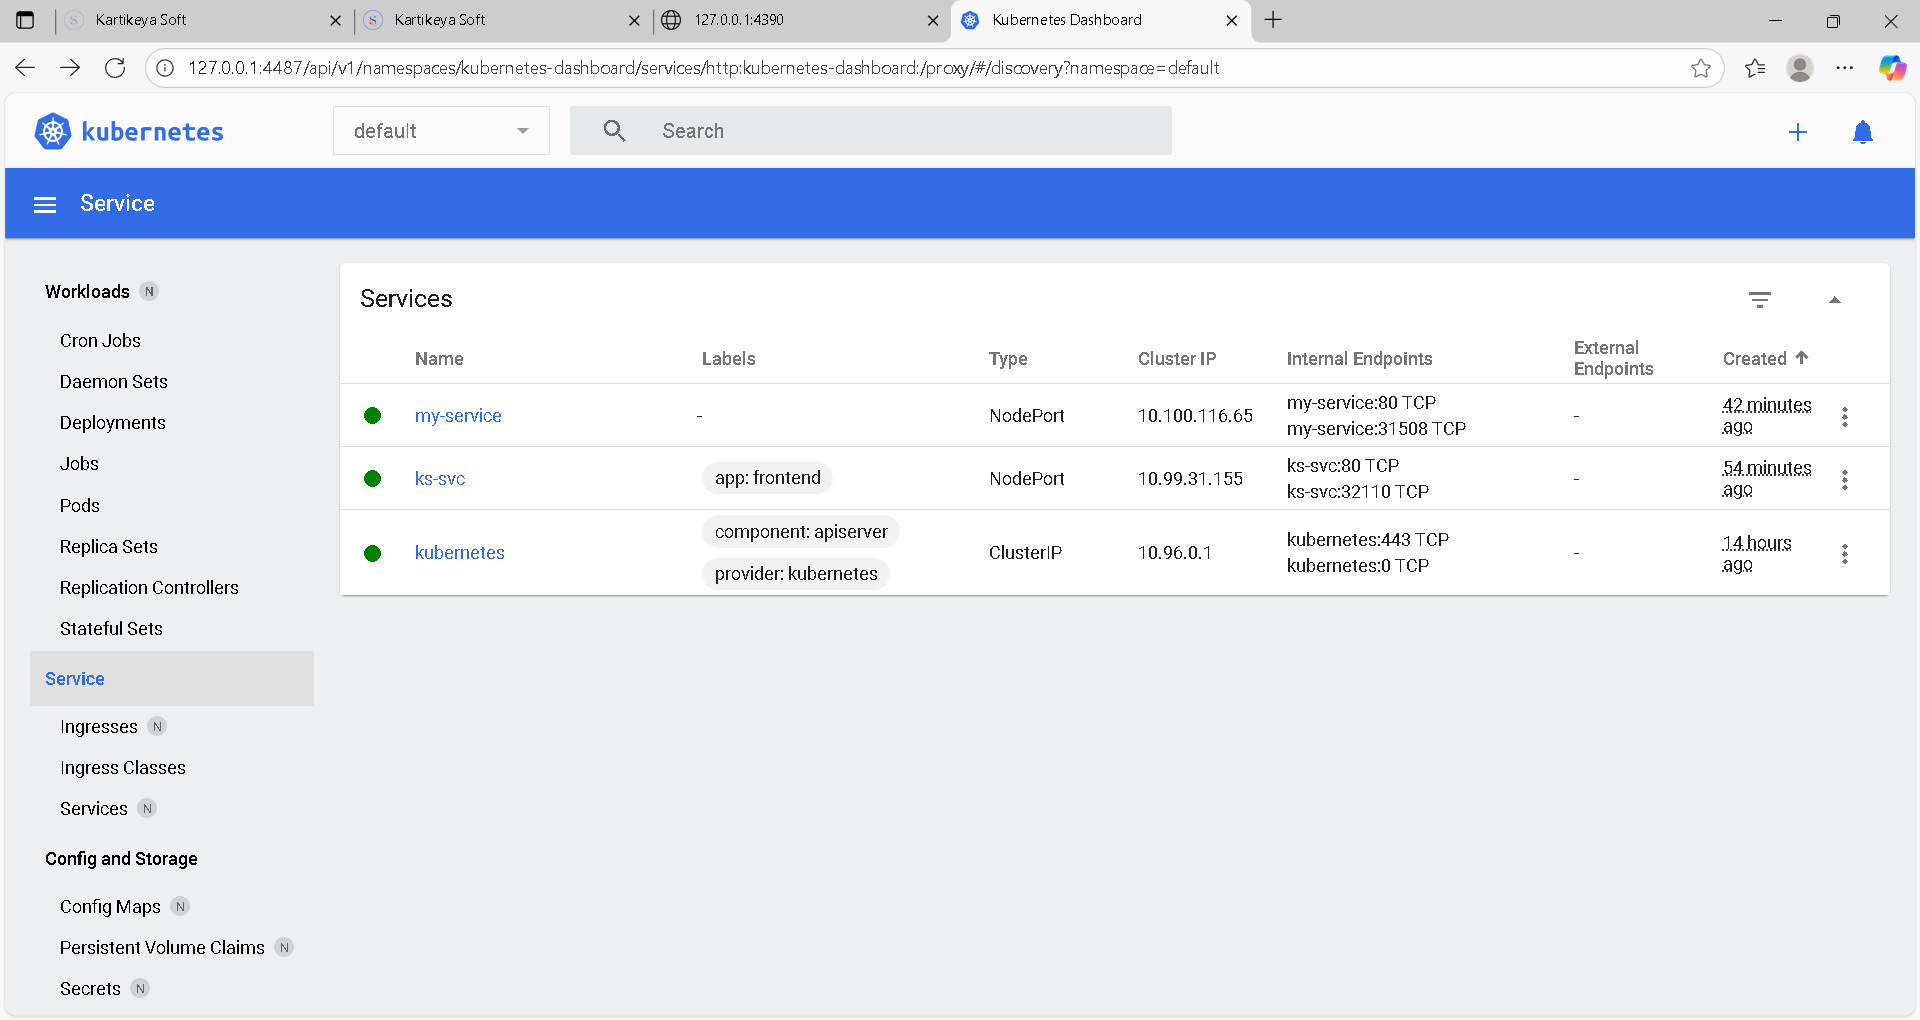 Kartikeya Soft
Kartikeya Soft
127.0.0.1:4390
Kubernetes Dashboard
127.0.0.1:4487/api/v1/namespaces/kubernetes-dashboard/services/http:kubernetes-dashboard:/proxy/#/discovery?namespace=default
kubernetes
default
Search
Service
Workloads N
Cron Jobs
Daemon Sets
Deployments
Jobs
Pods
Replica Sets
Replication Controllers
Stateful Sets
Service
Ingresses N
Ingress Classes
Services N
Config and Storage
Config Maps N
Persistent Volume Claims N
Secrets N
Services
Name Labels Type Cluster IP Internal Endpoints External Endpoints Created
my-service - NodePort 10.100.116.65 my-service:80 TCP - 42 minutes
my-service:31508 TCP ago
ks-svc app: frontend NodePort 10.99.31.155 ks-svc:80 TCP - 54 minutes
ks-svc:32110 TCP ago
kubernetes component: apiserver ClusterIP 10.96.0.1 kubernetes:443 TCP - 14 hours
provider: kubernetes kubernetes:0 TCP ago